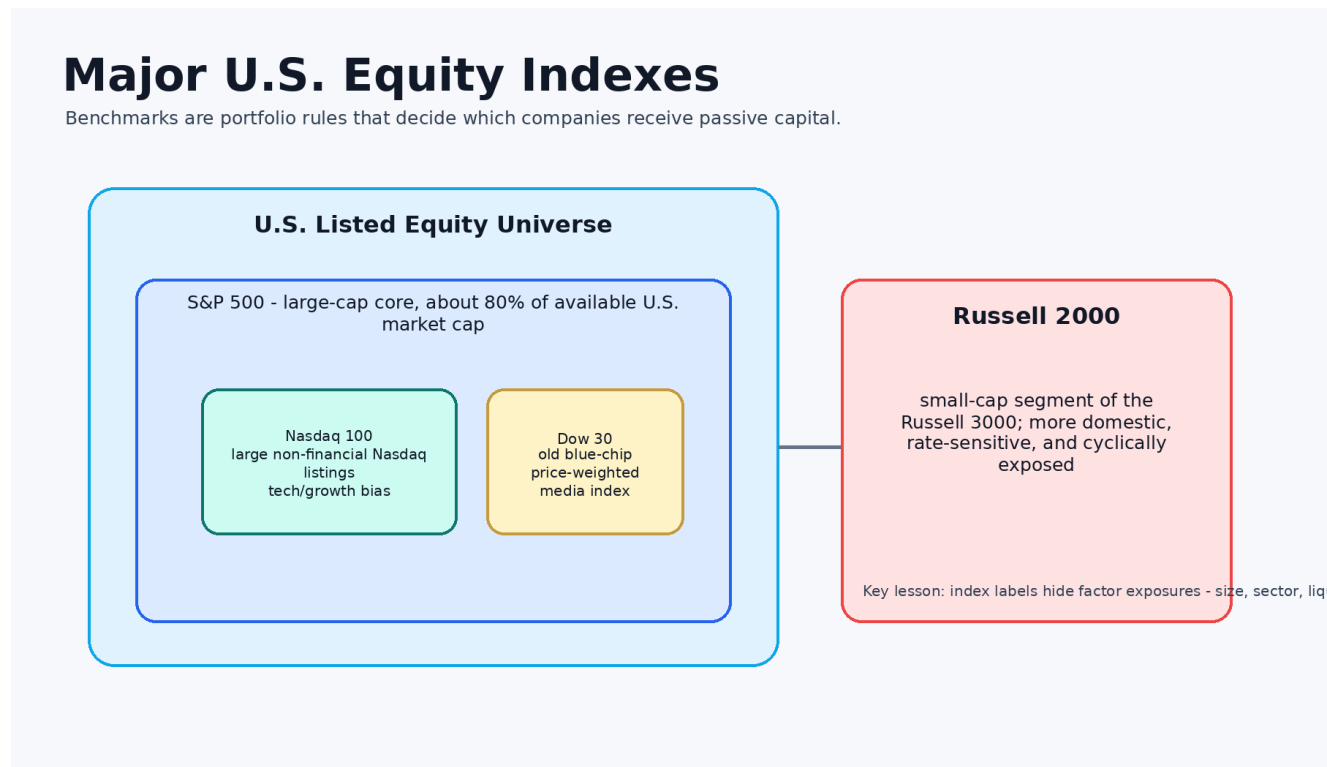 Major U.S. Equity Indexes
Benchmarks are portfolio rules that decide which companies receive passive capital.
U.S. Listed Equity Universe
S&P 500 - large-cap core, about 80% of available U.S.
market cap
Nasdaq 100
large non-financial Nasdaq
listings
tech/growth bias
Dow 30
old blue-chip
price-weighted
media index
Russell 2000
small-cap segment of the
Russell 3000; more domestic,
rate-sensitive, and cyclically
exposed
Key lesson: index labels hide factor exposures - size, sector,